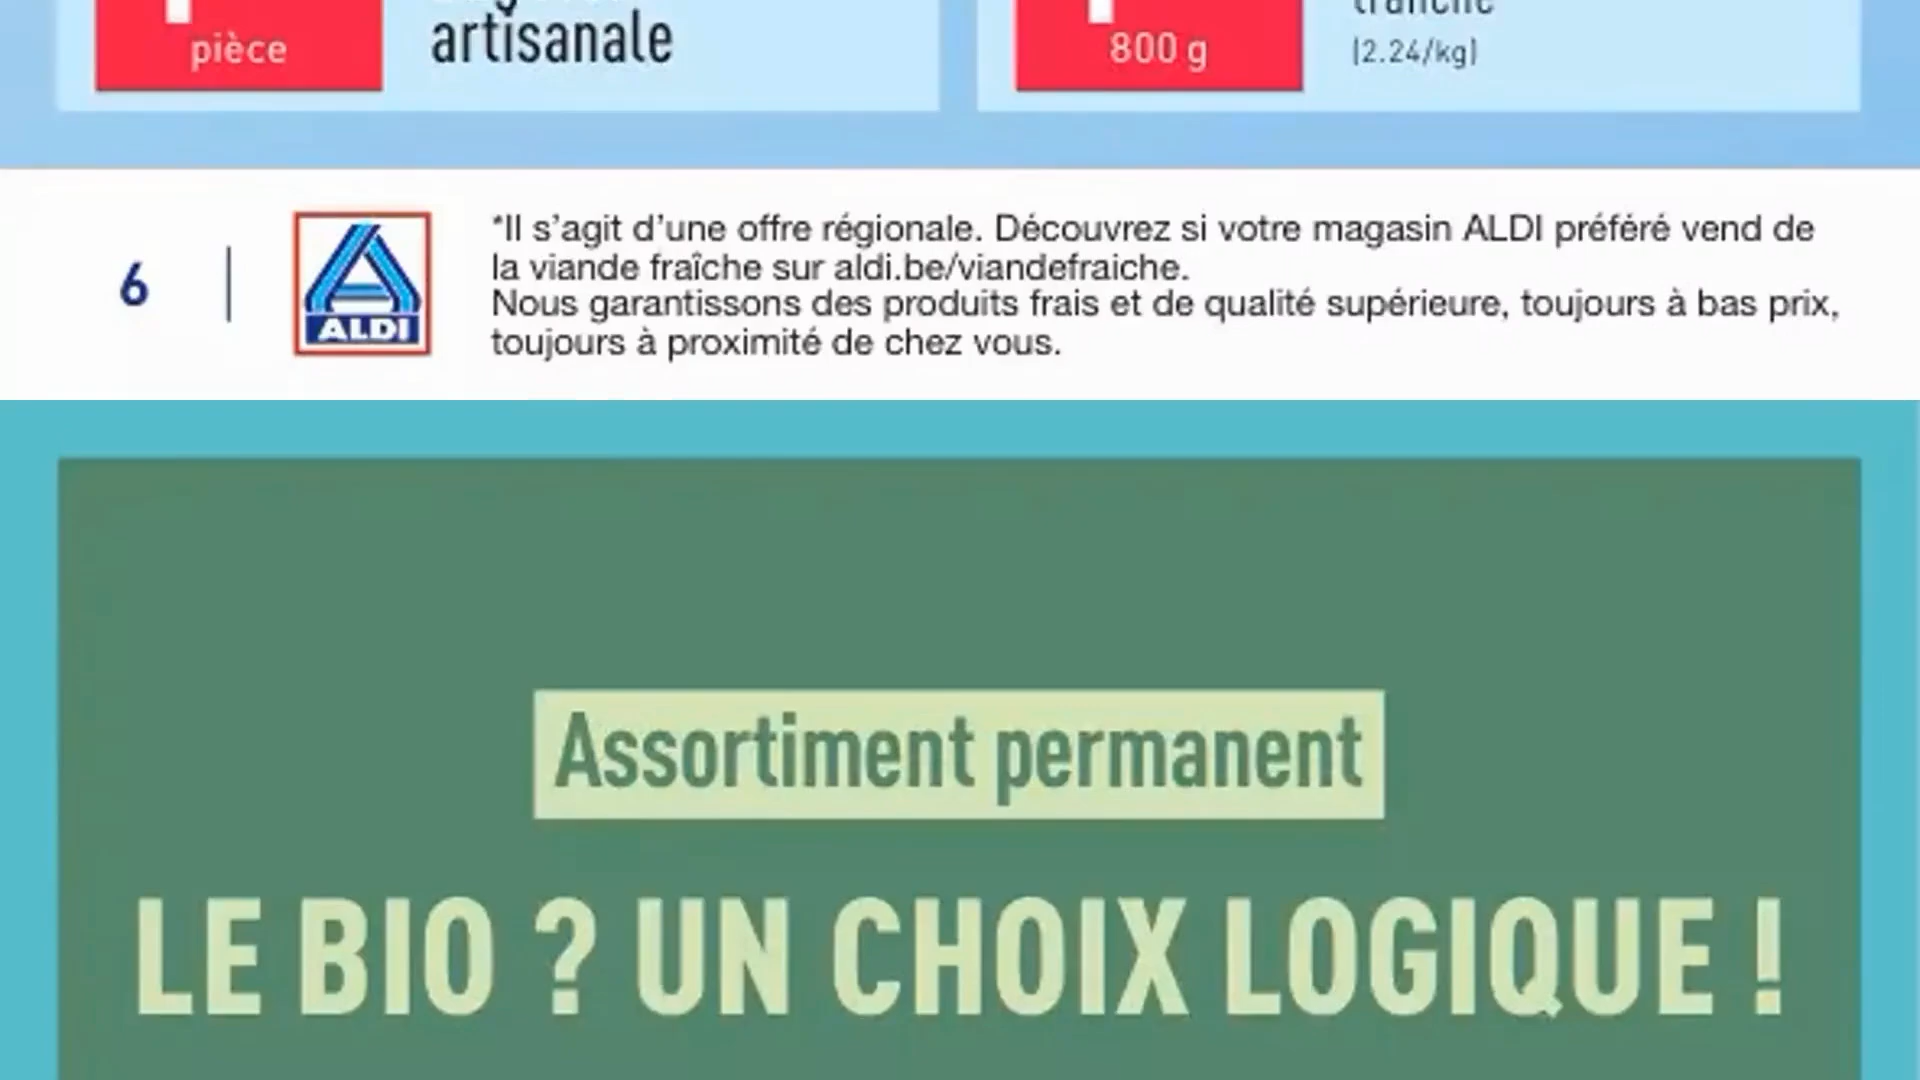 pièce
artisanale
800 g
(2.24/kg)
6
ALDI
*Il s’agit d’une offre régionale. Découvrez si votre magasin ALDI préféré vend de
la viande fraîche sur aldi.be/viandefraiche.
Nous garantissons des produits frais et de qualité supérieure, toujours à bas prix,
toujours à proximité de chez vous.
Assortiment permanent
LE BIO ? UN CHOIX LOGIQUE !